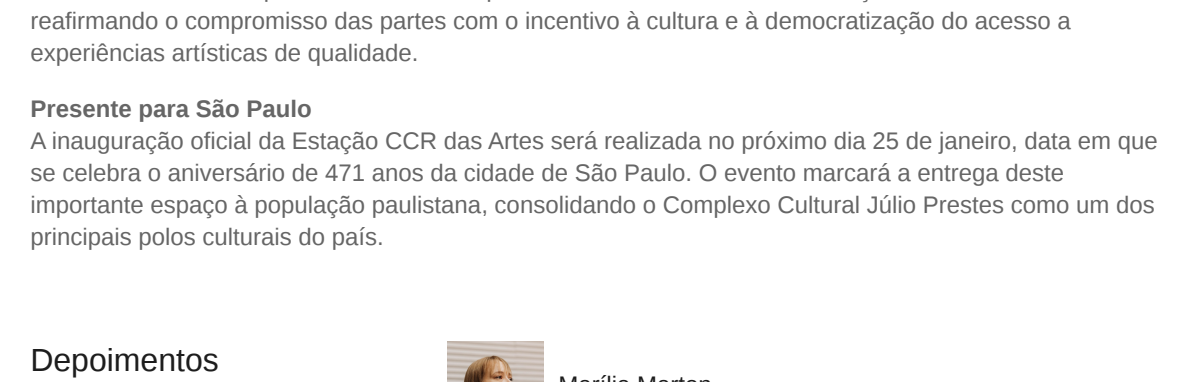 reafirmando o compromisso das partes com o incentivo à cultura e à democratização do acesso a
experiências artísticas de qualidade.
Presente para São Paulo
A inauguração oficial da Estação CCR das Artes será realizada no próximo dia 25 de janeiro, data em que
se celebra o aniversário de 471 anos da cidade de São Paulo. O evento marcará a entrega deste
importante espaço à população paulistana, consolidando o Complexo Cultural Júlio Prestes como um dos
principais polos culturais do país.
Depoimentos
Marília Marton